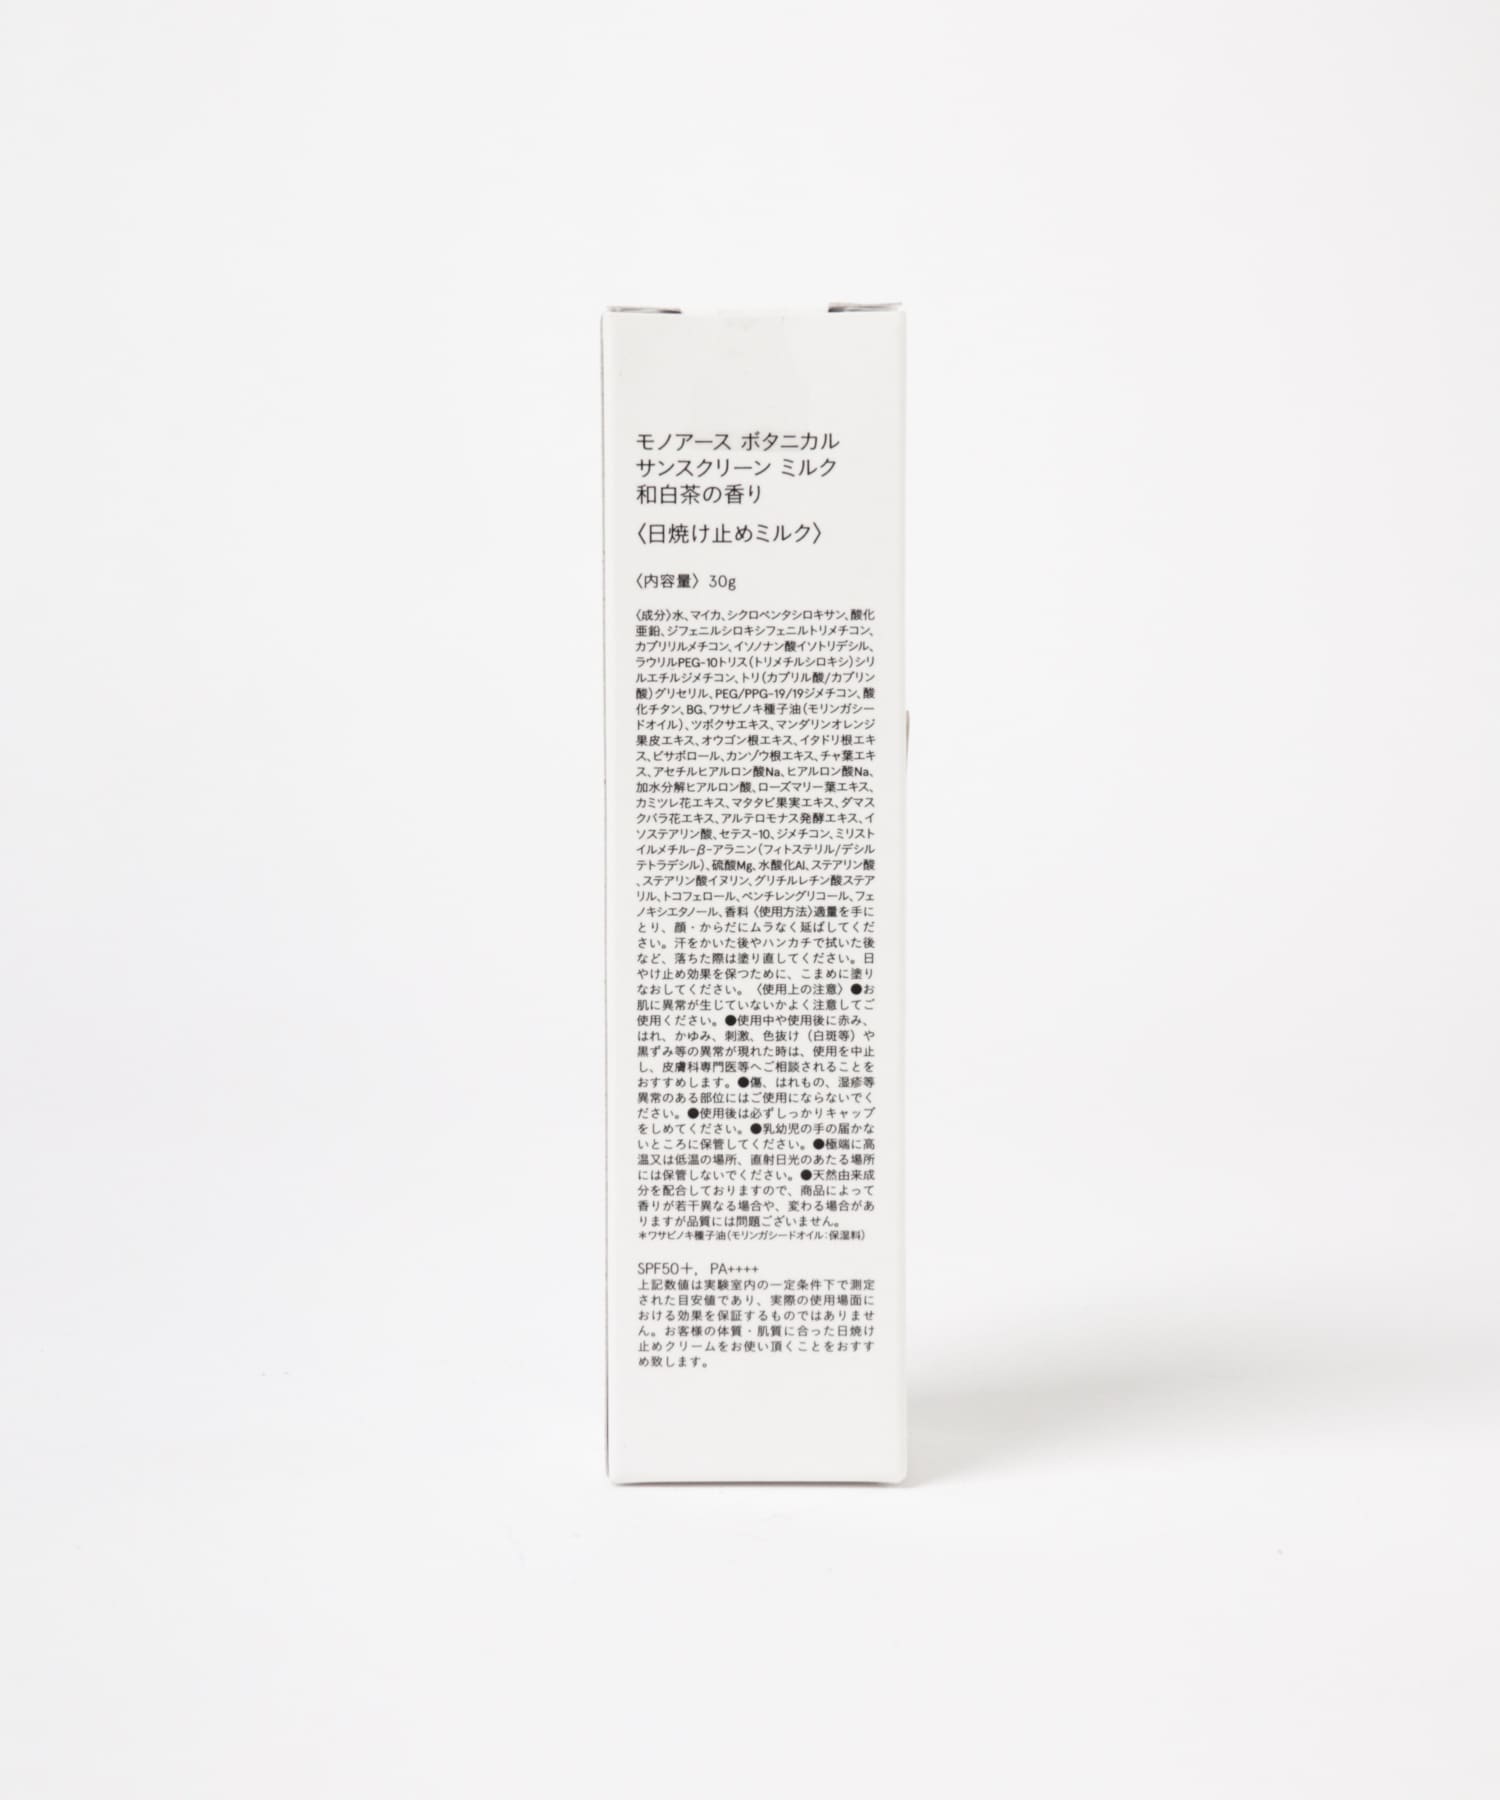 モノアース ボタニカル
サンスクリーン ミルク
和白茶の香り
〈日焼け止めミルク〉
〈内容量〉 30g
〈成分〉水、マイカ、シクロペンタシロキサン、酸化
亜鉛、ジフェニルシロキシフェニルトリメチコン、
カプリリルメチコン、イソノナン酸イソトリデシル、
ラウリルPEG-10トリス(トリメチルシロキシ)シリ
ルエチルジメチコン、トリ(カプリル酸/カプリン
酸)グリセリル、PEG/PPG-19/19ジメチコン、酸
化チタン、BG、ワサビノキ種子油(モリンガシー
ドオイル)、ツボクサエキス、マンダリンオレンジ
果皮エキス、オウゴン根エキス、イタドリ根エキ
ス、ビサボロール、カンゾウ根エキス、チャ葉エキ
ス、アセチルヒアルロン酸Na、ヒアルロン酸Na、
加水分解ヒアルロン酸、ローズマリー葉エキス、
カミツレ花エキス、マタタビ果実エキス、ダマス
クバラ花エキス、アルテロモナス発酵エキス、イ
ソステアリン酸、セテス-10、ジメチコン、ミリスト
イルメチル-β-アラニン(フィトステリル/デシル
テトラデシル)、硫酸Mg、水酸化Al、ステアリン酸
、ステアリン酸イヌリン、グリチルレチン酸ステア
リル、トコフェロール、ペンチレングリコール、フェ
ノキシエタノール、香料 〈使用方法〉適量を手に
とり、顔・からだにムラなく延ばしてくだ
さい。汗をかいた後やハンカチで拭いた後
など、落ちた際は塗り直してください。日
やけ止め効果を保つために、こまめに塗り
なおしてください。〈使用上の注意〉●お
肌に異常が生じていないかよく注意してご
使用ください。●使用中や使用後に赤み、
はれ、かゆみ、刺激、色抜け（白斑等）や
黒ずみ等の異常が現れた時は、使用を中止
し、皮膚科専門医等へご相談されることを
おすすめします。●傷、はれもの、湿疹等
異常のある部位にはご使用にならないでく
ださい。●使用後は必ずしっかりキャップ
をしめてください。●乳幼児の手の届かな
いところに保管してください。●極端に高
温又は低温の場所、直射日光のあたる場所
には保管しないでください。●天然由来成
分を配合しておりますので、商品によって
香りが若干異なる場合や、変わる場合があ
りますが品質には問題ございません。
*ワサビノキ種子油(モリンガシードオイル:保湿料)
SPF50+, PA++++
上記数値は実験室内の一定条件下で測定
された目安値であり、実際の使用場面に
おける効果を保証するものではありませ
ん。お客様の体質・肌質に合った日焼け
止めクリームをお使い頂くことをおすす
め致します。